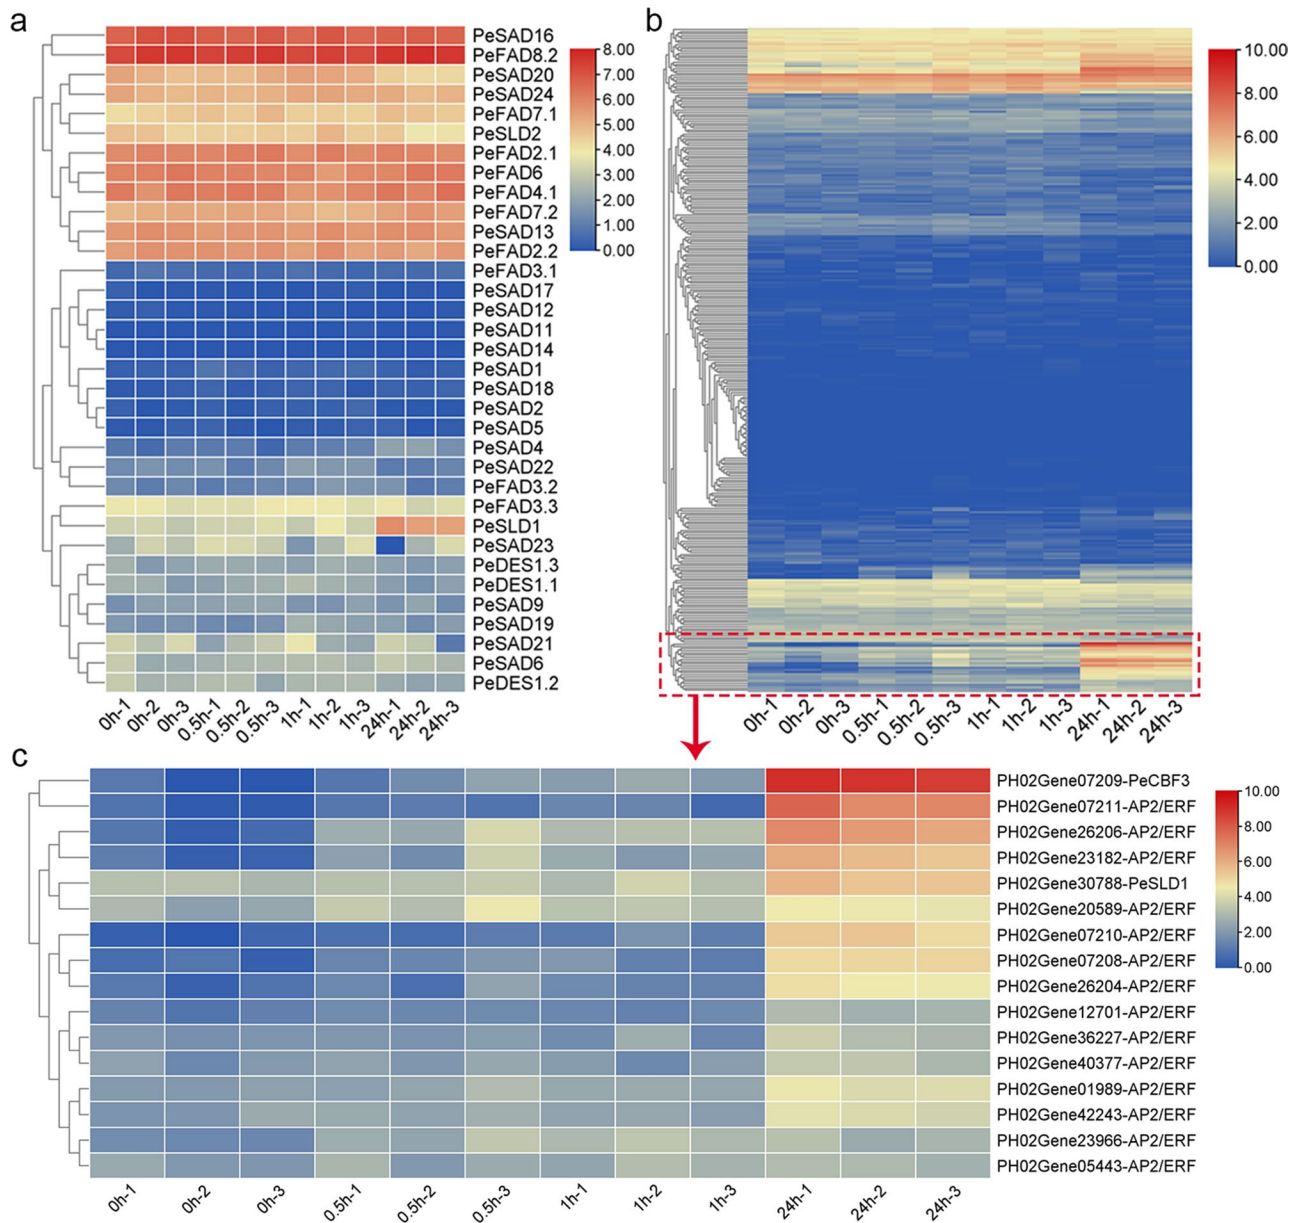 a
PeSAD16
PeFAD8.2
PeSAD20
PeSAD24
PeFAD7.1
PeSLD2
PeFAD2.1
PeFAD6
PeFAD4.1
PeFAD7.2
PeSAD13
PeFAD2.2
PeFAD3.1
PeSAD17
PeSAD12
PeSAD11
PeSAD14
PeSAD1
PeSAD18
PeSAD2
PeSAD5
PeSAD4
PeSAD22
PeFAD3.2
PeFAD3.3
PeSLD1
PeSAD23
PeDES1.3
PeDES1.1
PeSAD9
PeSAD19
PeSAD21
PeSAD6
PeDES1.2
8.00
7.00
6.00
5.00
4.00
3.00
2.00
1.00
0.00
0h-1 0h-2 0h-3 0.5h-1 0.5h-2 0.5h-3 1h-1 1h-2 1h-3 24h-1 24h-2 24h-3
b
10.00
8.00
6.00
4.00
2.00
0.00
0h-1 0h-2 0h-3 0.5h-1 0.5h-2 0.5h-3 1h-1 1h-2 1h-3 24h-1 24h-2 24h-3
c
PH02Gene07209-PeCBF3
PH02Gene07211-AP2/ERF
PH02Gene26206-AP2/ERF
PH02Gene23182-AP2/ERF
PH02Gene30788-PeSLD1
PH02Gene20589-AP2/ERF
PH02Gene07210-AP2/ERF
PH02Gene07208-AP2/ERF
PH02Gene26204-AP2/ERF
PH02Gene12701-AP2/ERF
PH02Gene36227-AP2/ERF
PH02Gene40377-AP2/ERF
PH02Gene01989-AP2/ERF
PH02Gene42243-AP2/ERF
PH02Gene23966-AP2/ERF
PH02Gene05443-AP2/ERF
10.00
8.00
6.00
4.00
2.00
0.00
0h-1 0h-2 0h-3 0.5h-1 0.5h-2 0.5h-3 1h-1 1h-2 1h-3 24h-1 24h-2 24h-3